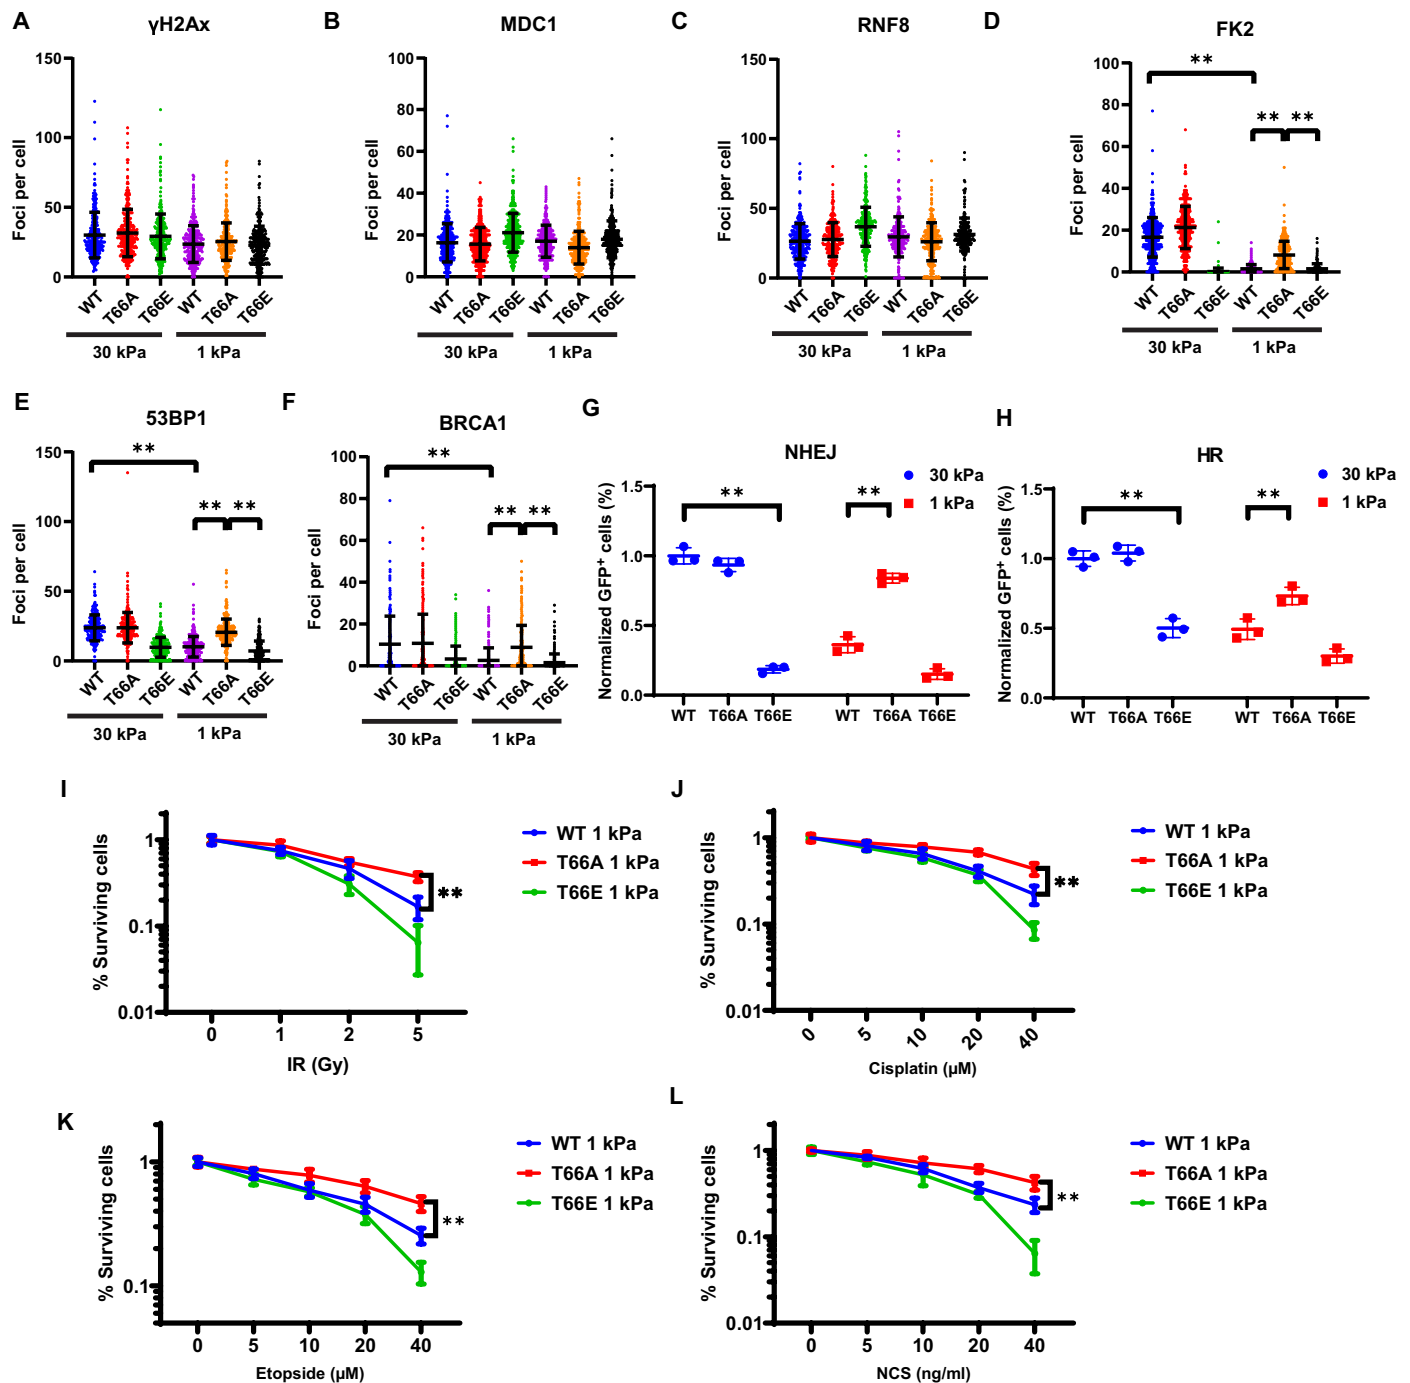 A
γH2Ax
Foci per cell
150
100
50
0
WT
T66A
T66E
WT
T66A
T66E
30 kPa
1 kPa
B
MDC1
Foci per cell
100
80
60
40
20
0
WT
T66A
T66E
WT
T66A
T66E
30 kPa
1 kPa
C
RNF8
Foci per cell
150
100
50
0
WT
T66A
T66E
WT
T66A
T66E
30 kPa
1 kPa
D
FK2
Foci per cell
100
80
60
40
20
0
**
**
**
WT
T66A
T66E
WT
T66A
T66E
30 kPa
1 kPa
E
53BP1
Foci per cell
150
100
50
0
**
**
**
WT
T66A
T66E
WT
T66A
T66E
30 kPa
1 kPa
F
BRCA1
Foci per cell
100
80
60
40
20
0
**
**
**
WT
T66A
T66E
WT
T66A
T66E
30 kPa
1 kPa
G
NHEJ
Normalized GFP+ cells (%)
1.5
1.0
0.5
0.0
**
**
30 kPa
1 kPa
WT
T66A
T66E
WT
T66A
T66E
H
HR
Normalized GFP+ cells (%)
1.5
1.0
0.5
0.0
**
**
30 kPa
1 kPa
WT
T66A
T66E
WT
T66A
T66E
I
% Surviving cells
1
0.1
0.01
0
1
2
5
IR (Gy)
**
WT 1 kPa
T66A 1 kPa
T66E 1 kPa
J
% Surviving cells
1
0.1
0.01
0
5
10
20
40
Cisplatin (μM)
**
WT 1 kPa
T66A 1 kPa
T66E 1 kPa
K
% Surviving cells
1
0.1
0
5
10
20
40
Etopside (μM)
**
WT 1 kPa
T66A 1 kPa
T66E 1 kPa
L
% Surviving cells
1
0.1
0.01
0
5
10
20
40
NCS (ng/ml)
**
WT 1 kPa
T66A 1 kPa
T66E 1 kPa